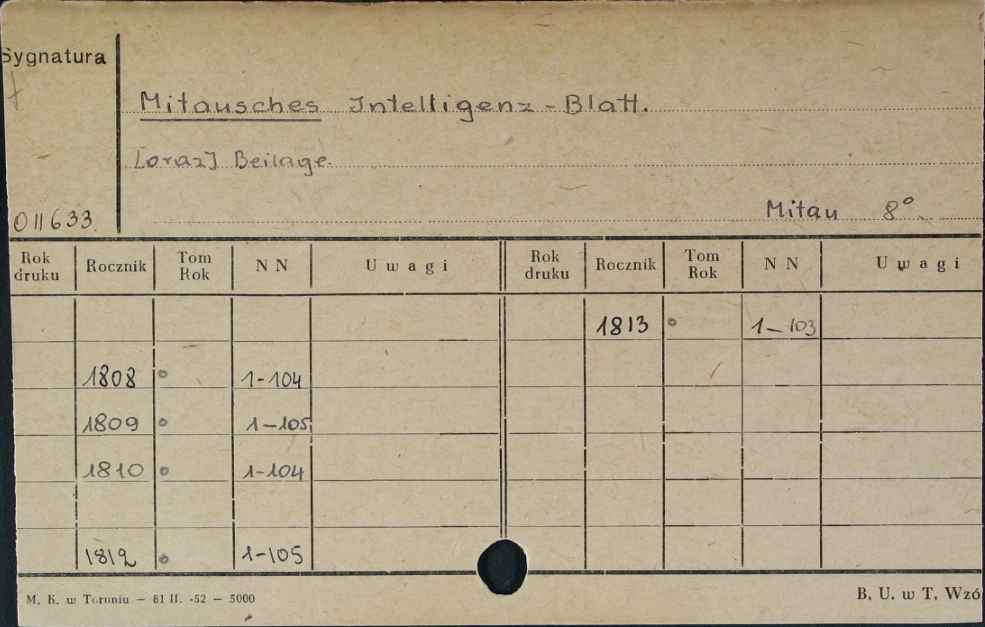 Sygnatura
Mitausches Intelligenz-Blatt.
[oraz] Beilage.
011633.
Mitau 8°
Rok druku Rocznik Tom Rok NN Uwagi Rok druku Rocznik Tom Rok NN Uwagi
1813 1-103
1808 1-104
1809 1-105
1810 1-104
1812 1-105
M. K. w Toruniu — 61 II. -52 — 5000
B. U. w T. Wzó